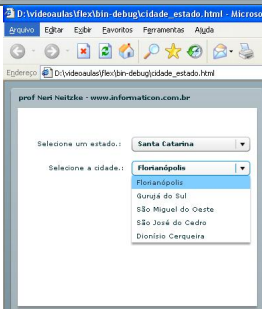 D:\videoaulas\flex\bin-debug\cidade_estado.html - Microso
Arquivo Editar Exibir Favoritos Ferramentas Ajuda
Endereço D:\videoaulas\flex\bin-debug\cidade_estado.html
prof Neri Neitzke - www.informaticon.com.br
Selecione um estado.: Santa Catarina
Selecione a cidade.: Florianópolis
Florianópolis
Gurujá do Sul
São Miguel do Oeste
São José do Cedro
Dionísio Cerqueira